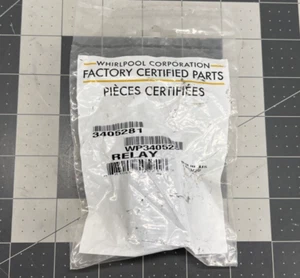 WHIRLPOOL CORPORATION
FACTORY CERTIFIED PARTS
PIÈCES CERTIFIÉES
3405281
WP34052
RELAY